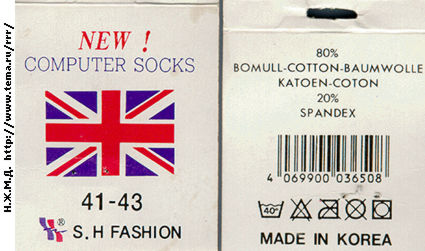 Н.Ж.М.Д. http://www.tema.ru/rrr/
NEW !
COMPUTER SOCKS
41-43
® S.H FASHION
80%
BOMULL-COTTON-BAUMWOLLE
KATOEN-COTON
20%
SPANDEX
4 069900 036508
40°
MADE IN KOREA